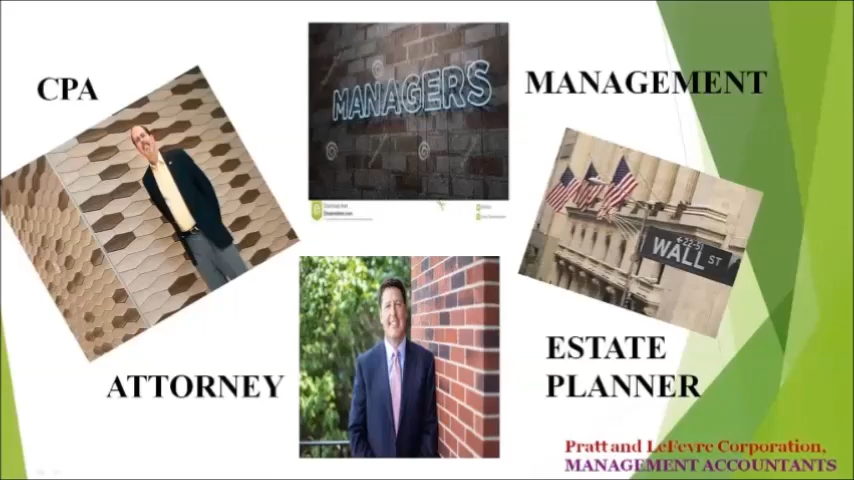 CPA
MANAGERS
MANAGEMENT
WALL ST
ATTORNEY
ESTATE
PLANNER
Pratt and LeFevre Corporation,
MANAGEMENT ACCOUNTANTS